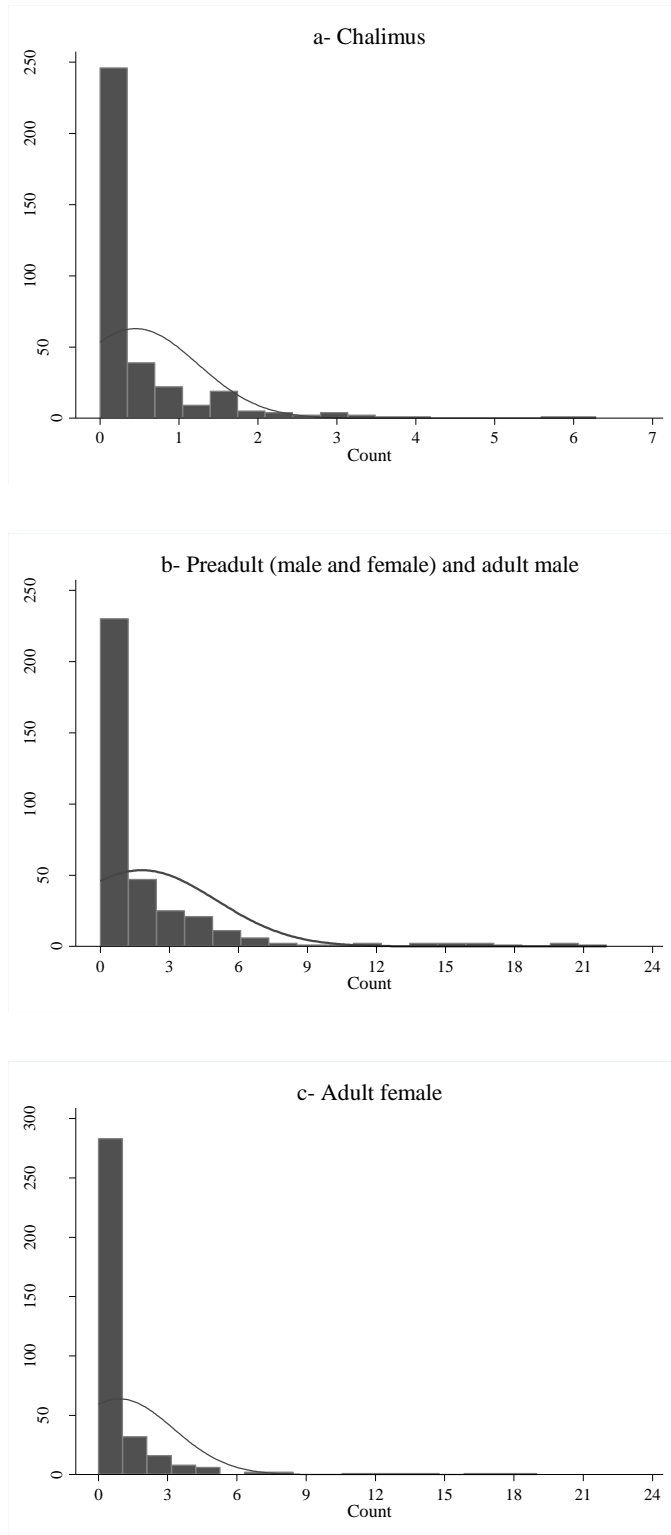 a- Chalimus
250
200
150
100
50
0
0 1 2 3 4 5 6 7
Count
b- Preadult (male and female) and adult male
250
200
150
100
50
0
0 3 6 9 12 15 18 21 24
Count
c- Adult female
300
250
200
150
100
50
0
0 3 6 9 12 15 18 21 24
Count